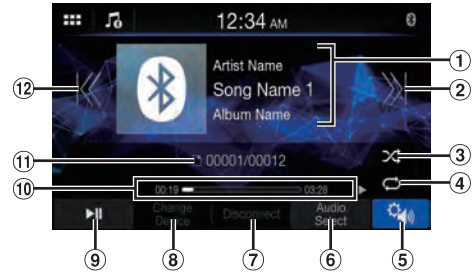 12:34 AM
Artist Name
Song Name 1
Album Name
1
12
2
11
00001/00012
3
10
00:19
03:28
4
Change
Device
Disconnect
Audio
Select
9
8
7
6
5